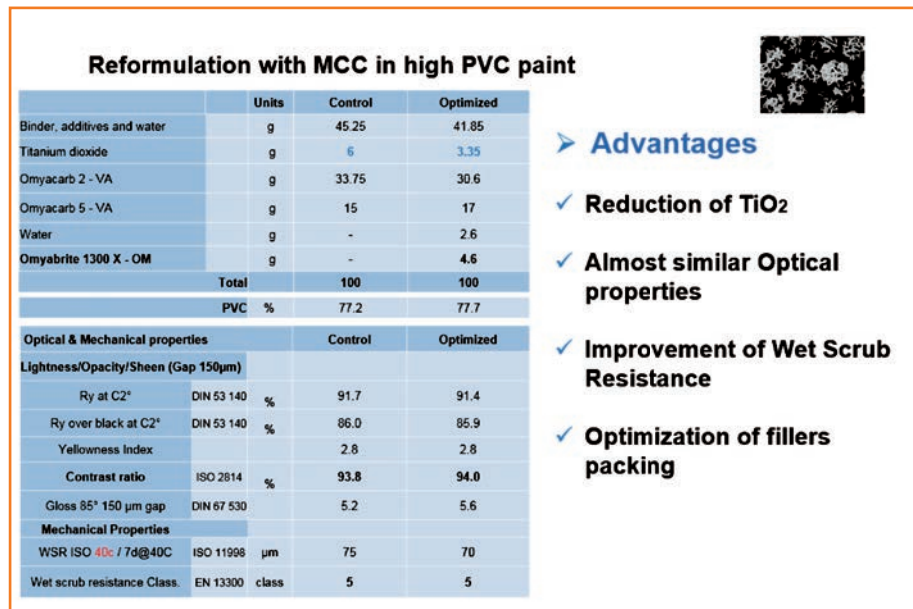 Reformulation with MCC in high PVC paint
Units Control Optimized
Binder, additives and water g 45.25 41.85
Titanium dioxide g 6 3.35
Omyacarb 2 - VA g 33.75 30.6
Omyacarb 5 - VA g 15 17
Water g - 2.6
Omyabrite 1300 X - OM g - 4.6
Total 100 100
PVC % 77.2 77.7
Optical & Mechanical properties Control Optimized
Lightness/Opacity/Sheen (Gap 150µm)
Ry at C2° DIN 53 140 % 91.7 91.4
Ry over black at C2° DIN 53 140 % 86.0 85.9
Yellowness Index 2.8 2.8
Contrast ratio ISO 2814 % 93.8 94.0
Gloss 85° 150 µm gap DIN 67 530 5.2 5.6
Mechanical Properties
WSR ISO 40c / 7d@40C ISO 11998 µm 75 70
Wet scrub resistance Class. EN 13300 class 5 5
➤ Advantages
✓ Reduction of TiO₂
✓ Almost similar Optical
properties
✓ Improvement of Wet Scrub
Resistance
✓ Optimization of fillers
packing